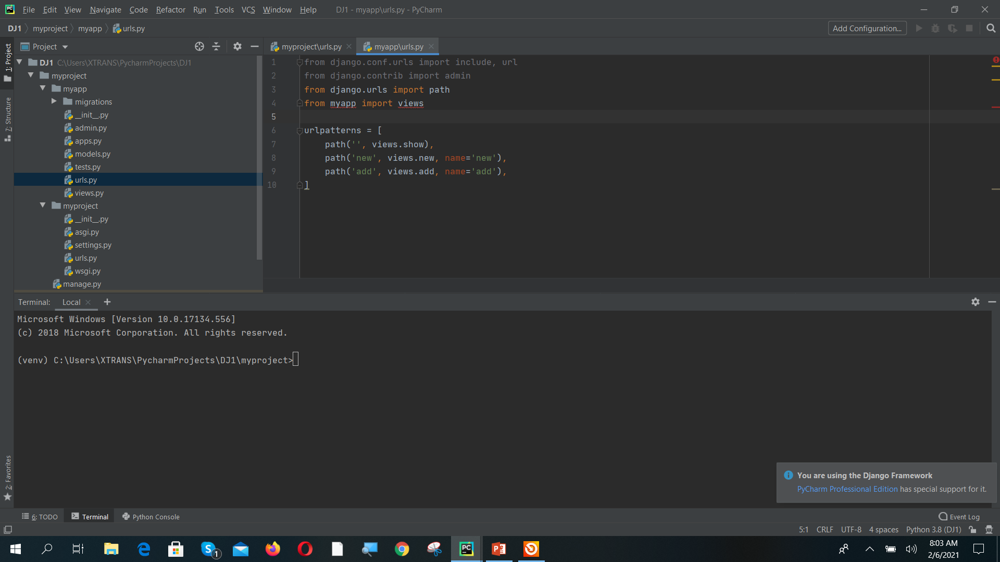 File Edit View Navigate Code Refactor Run Tools VCS Window Help DJ1 - myapp\urls.py - PyCharm
DJ1 myproject myapp urls.py Add Configuration...
1: Project
7: Structure
2: Favorites
Project
DJ1 C:\Users\XTRANS\PycharmProjects\DJ1
myproject
myapp
migrations
__init__.py
admin.py
apps.py
models.py
tests.py
urls.py
views.py
myproject
__init__.py
asgi.py
settings.py
urls.py
wsgi.py
manage.py
myproject\urls.py myapp\urls.py
1 from django.conf.urls import include, url
2 from django.contrib import admin
3 from django.urls import path
4 from myapp import views
5
6 urlpatterns = [
7 path('', views.show),
8 path('new', views.new, name='new'),
9 path('add', views.add, name='add'),
10 ]
Terminal: Local
Microsoft Windows [Version 10.0.17134.556]
(c) 2018 Microsoft Corporation. All rights reserved.
(venv) C:\Users\XTRANS\PycharmProjects\DJ1\myproject>
You are using the Django Framework
PyCharm Professional Edition has special support for it.
6: TODO Terminal Python Console Event Log
5:1 CRLF UTF-8 4 spaces Python 3.8 (DJ1)
1
PC
8:03 AM
2/6/2021